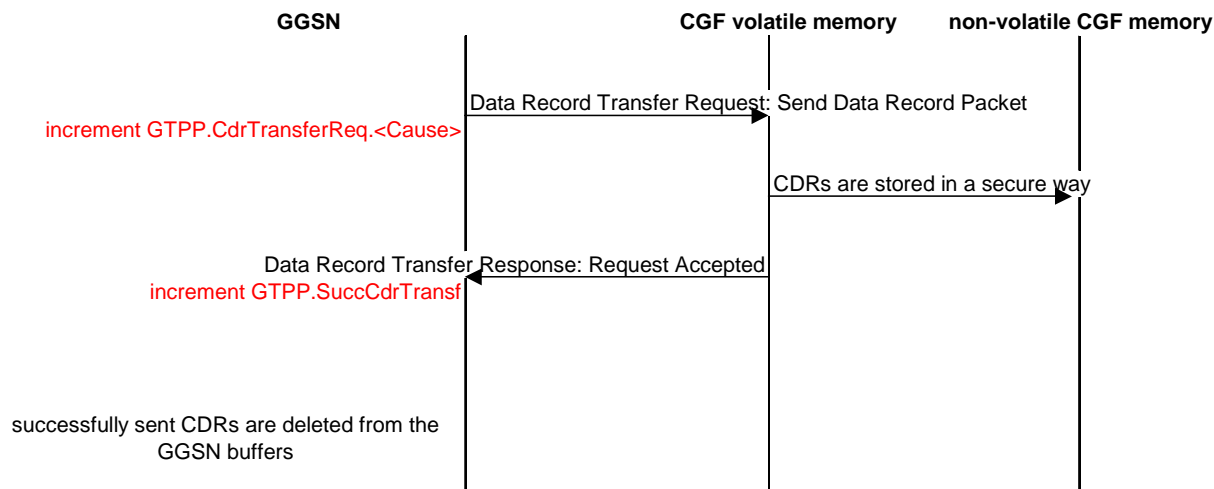 GGSN
CGF volatile memory
non-volatile CGF memory
Data Record Transfer Request: Send Data Record Packet
increment GTPP.CdrTransferReq.<Cause>
CDRs are stored in a secure way
Data Record Transfer Response: Request Accepted
increment GTPP.SuccCdrTransf
successfully sent CDRs are deleted from the
GGSN buffers